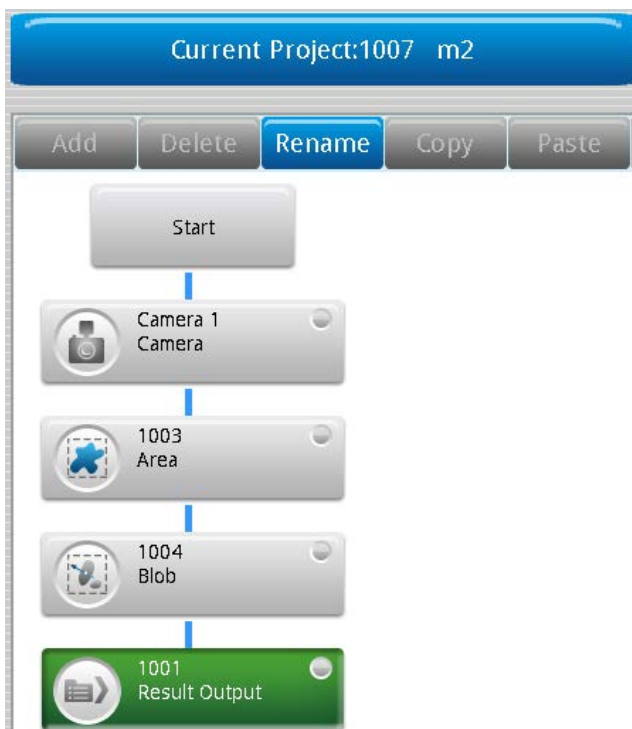 Current Project:1007 m2
Add Delete Rename Copy Paste
Start
Camera 1
Camera
1003
Area
1004
Blob
1001
Result Output